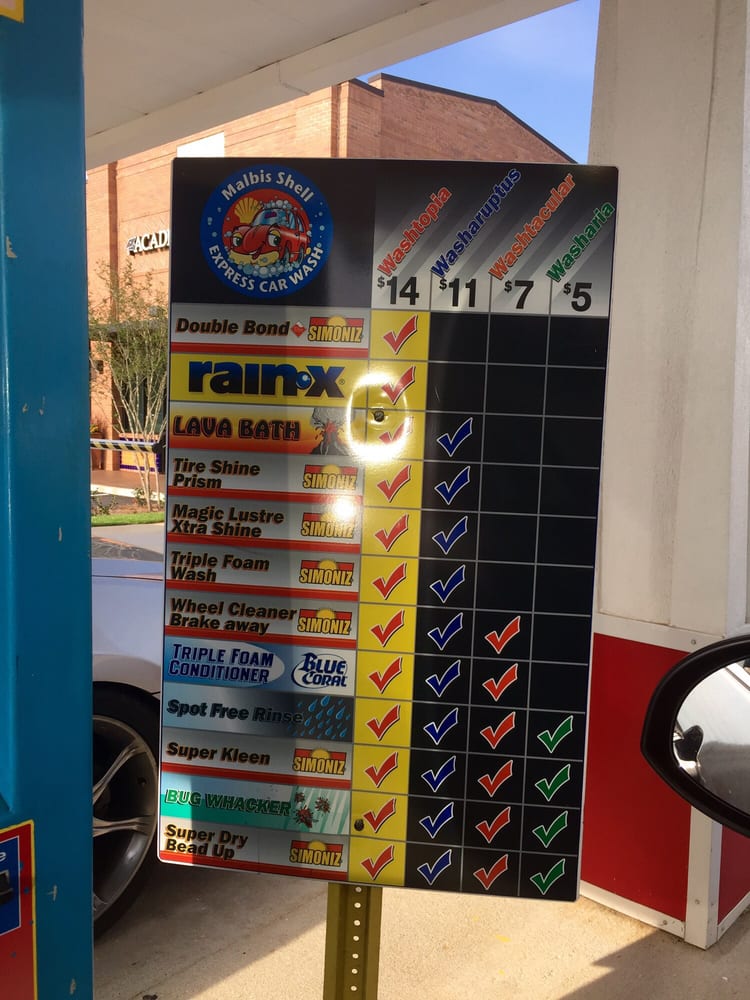 Malbis Shell
EXPRESS CAR WASH
Washtopia
Washaruptus
Washtacular
Washaria
$14 $11 $7 $5
ACAD
Double Bond SIMONIZ
rain-x
LAVA BATH
Tire Shine
Prism
SIMONIZ
Magic Lustre
Xtra Shine
SIMONIZ
Triple Foam
Wash
SIMONIZ
Wheel Cleaner
Brake away
SIMONIZ
TRIPLE FOAM
CONDITIONER
BLUE
CORAL
Spot Free Rinse
Super Kleen SIMONIZ
BUG WHACKER
Super Dry
Bead Up
SIMONIZ